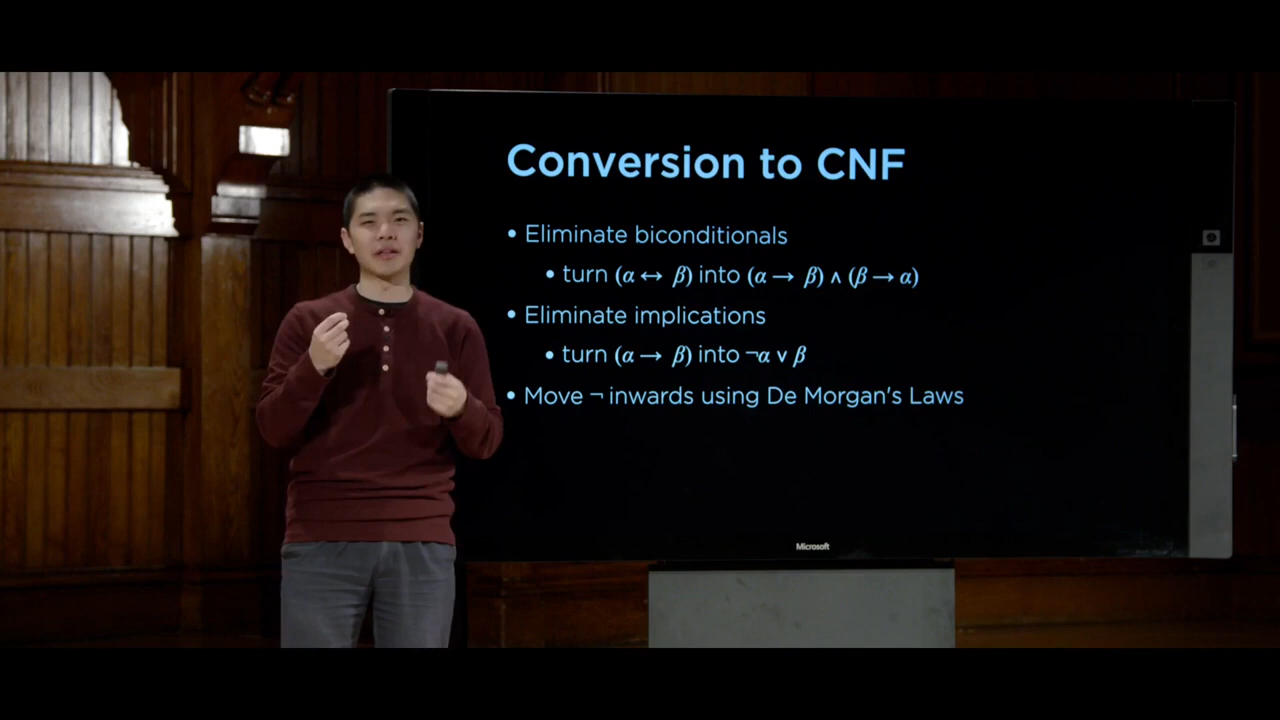 Conversion to CNF
• Eliminate biconditionals
• turn (α ↔ β) into (α → β) ∧ (β → α)
• Eliminate implications
• turn (α → β) into ¬α ∨ β
• Move ¬ inwards using De Morgan's Laws
Microsoft